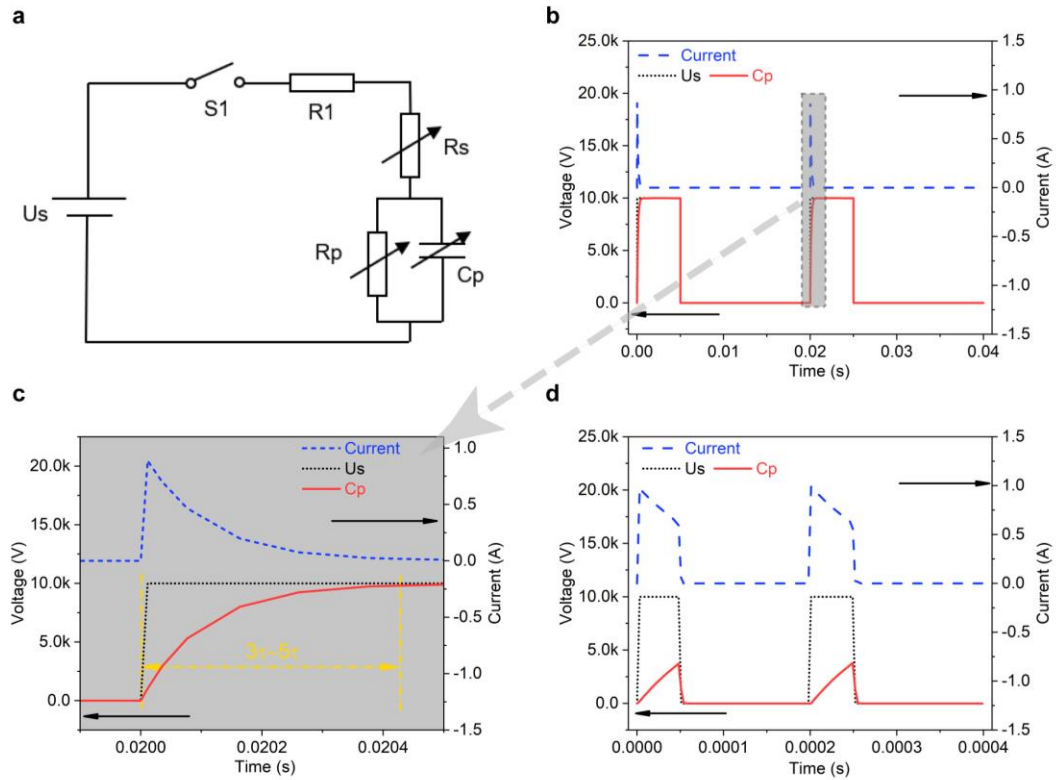 a
S1
R1
Rs
Us
Rp
Cp
b
25.0k
20.0k
15.0k
10.0k
5.0k
0.0
Voltage (V)
Current
Us Cp
1.5
1.0
0.5
0.0
-0.5
-1.0
-1.5
Current (A)
0.00 0.01 0.02 0.03 0.04
Time (s)
c
20.0k
15.0k
10.0k
5.0k
0.0
Voltage (V)
Current
Us
Cp
3τ~5τ
1.0
0.5
0.0
-0.5
-1.0
-1.5
Current (A)
0.0200 0.0202 0.0204
Time (s)
d
25.0k
20.0k
15.0k
10.0k
5.0k
0.0
Voltage (V)
Current
Us Cp
1.5
1.0
0.5
0.0
-0.5
-1.0
-1.5
Current (A)
0.0000 0.0001 0.0002 0.0003 0.0004
Time (s)